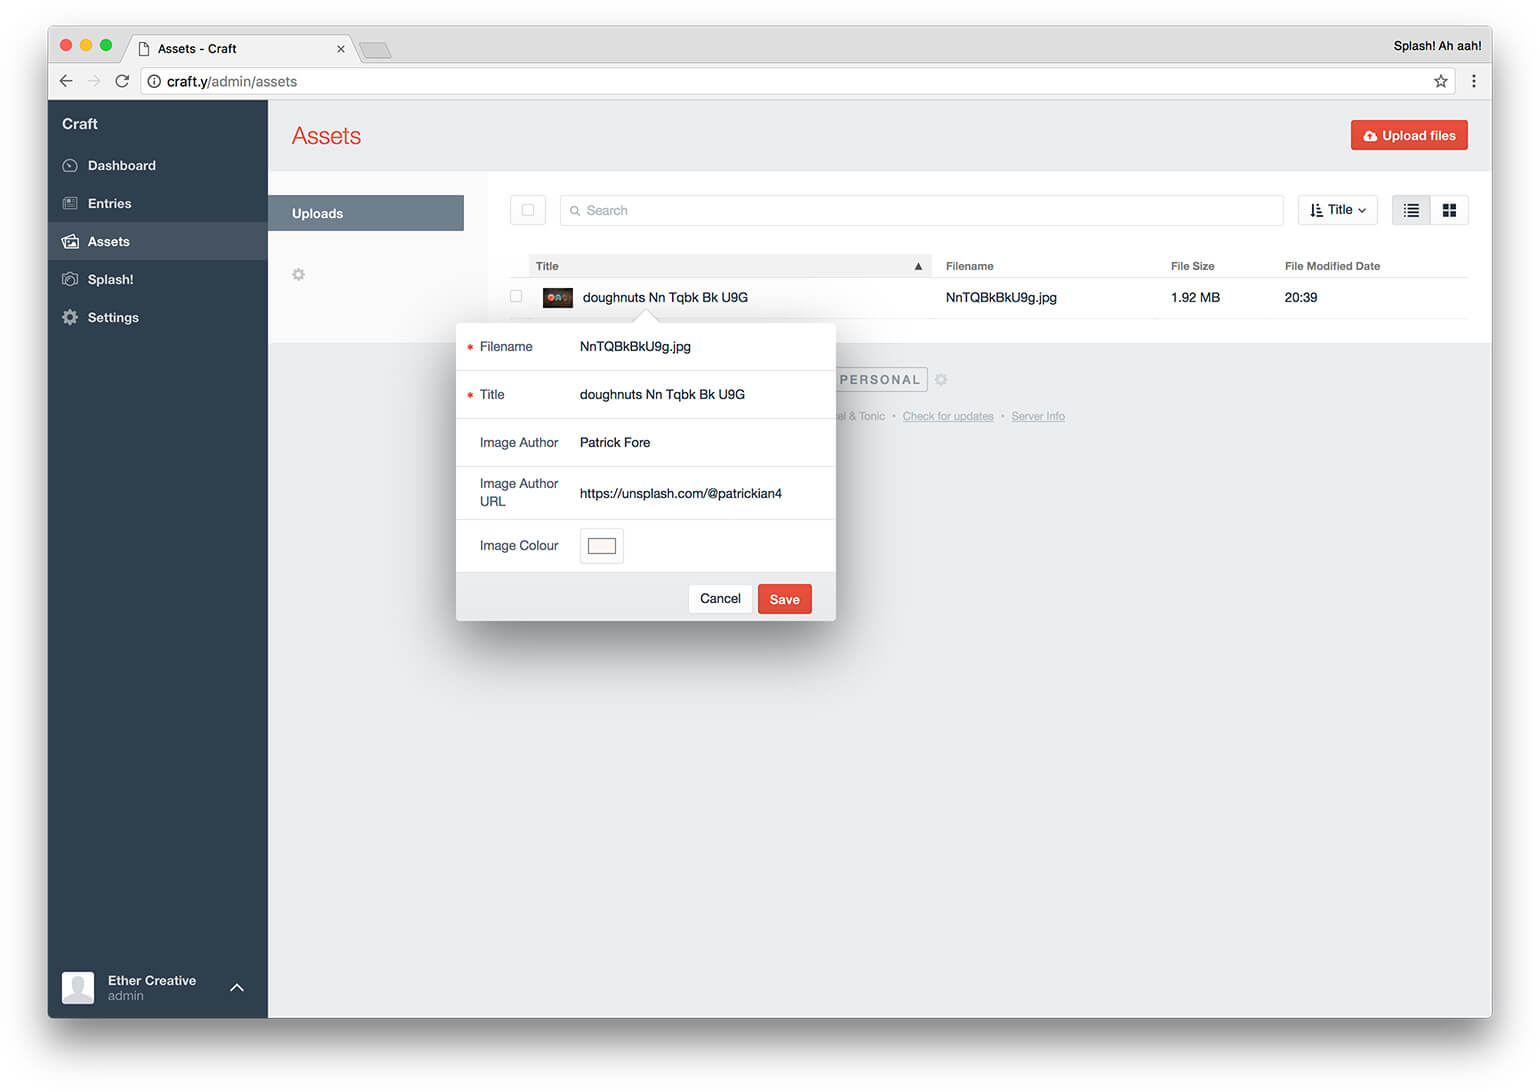 Assets - Craft
Splash! Ah aah!
craft.y/admin/assets
Craft
Dashboard
Entries
Assets
Splash!
Settings
Ether Creative
admin
Assets
Upload files
Uploads
Search
Title
Title
Filename
File Size
File Modified Date
doughnuts Nn Tqbk Bk U9G
NnTQBkBkU9g.jpg
1.92 MB
20:39
Filename
NnTQBkBkU9g.jpg
Title
doughnuts Nn Tqbk Bk U9G
Image Author
Patrick Fore
Image Author
URL
https://unsplash.com/@patrickian4
Image Colour
Cancel
Save
PERSONAL
& Tonic • Check for updates • Server Info